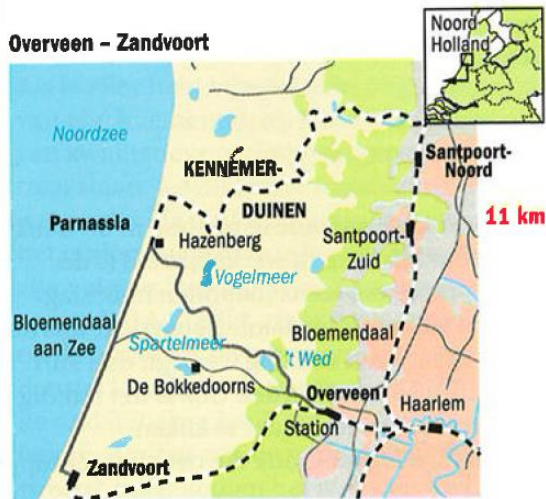 Overveen – Zandvoort
Noord
Holland
Noordzee
KENNEMER-
DUINEN
Santpoort-
Noord
11 km
Parnassia
Hazenberg
Santpoort-
Zuid
Vogelmeer
Bloemendaal
aan Zee
Spartelmeer
Bloemendaal
't Wed
De Bokkedoorns
Overveen
Station
Haarlem
Zandvoort